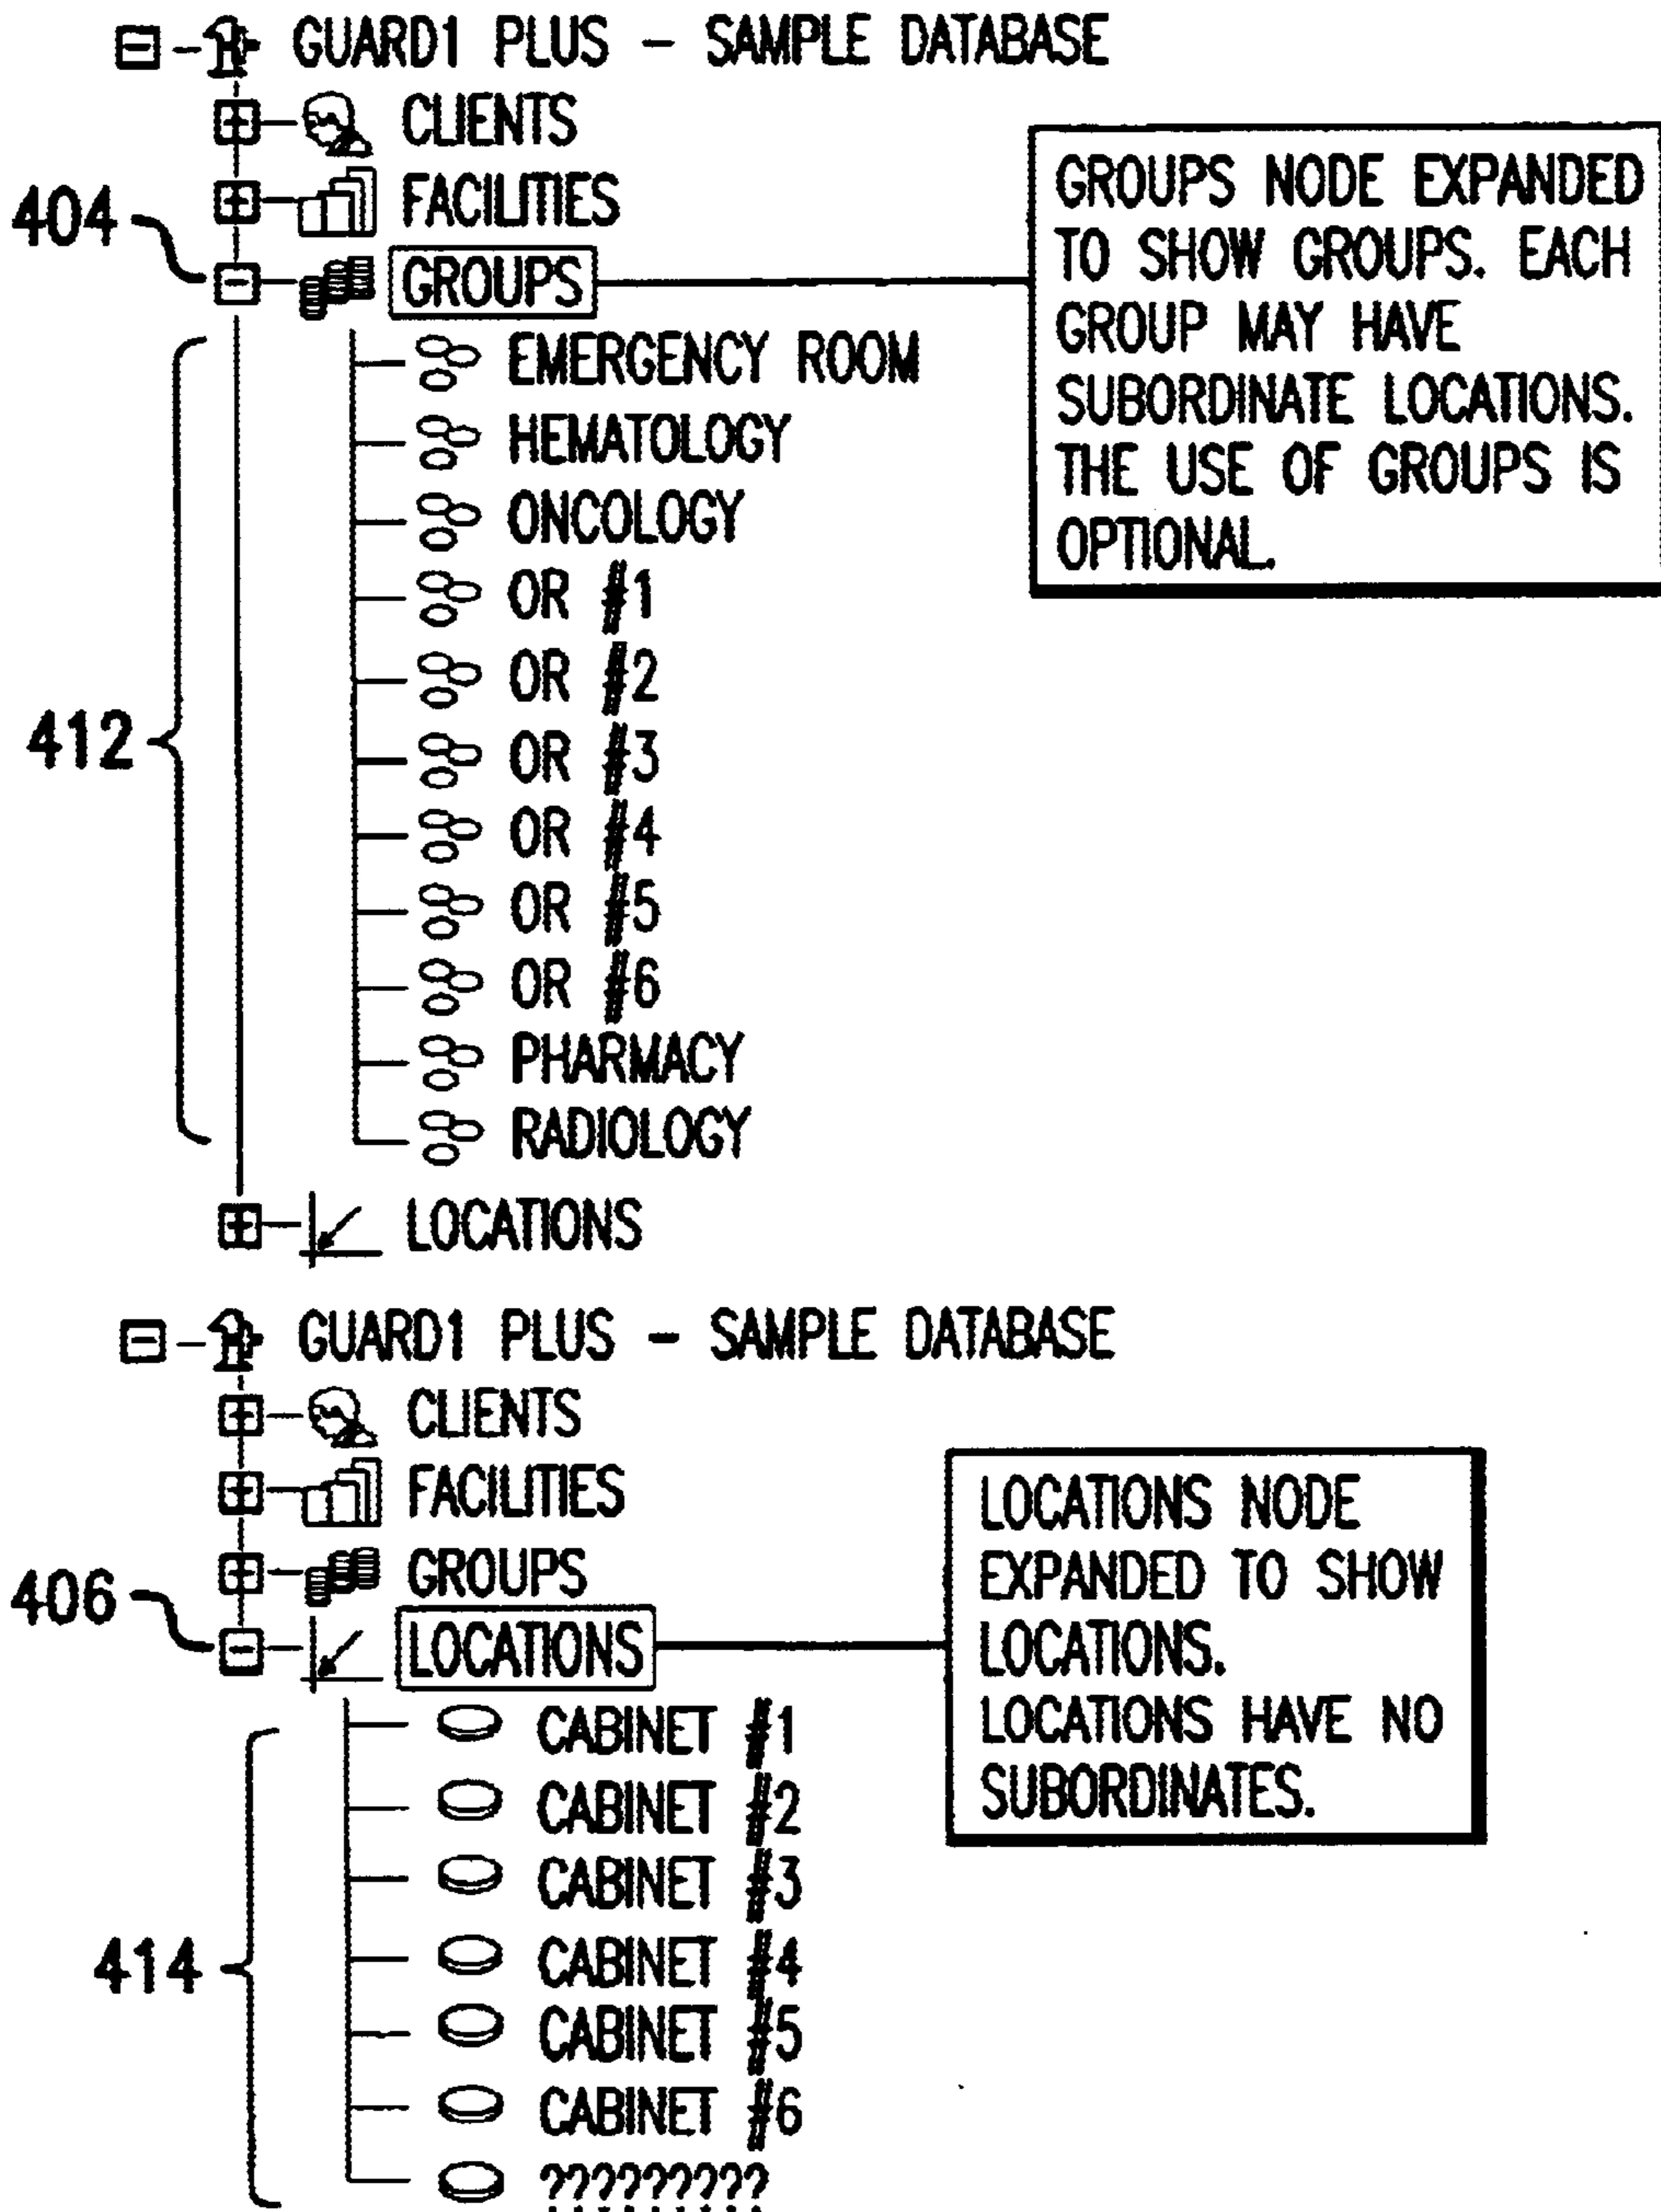 GUARD1 PLUS - SAMPLE DATABASE
CLIENTS
FACILITIES
404
GROUPS
GROUPS NODE EXPANDED
TO SHOW GROUPS. EACH
GROUP MAY HAVE
SUBORDINATE LOCATIONS.
THE USE OF GROUPS IS
OPTIONAL.
412
EMERGENCY ROOM
HEMATOLOGY
ONCOLOGY
OR #1
OR #2
OR #3
OR #4
OR #5
OR #6
PHARMACY
RADIOLOGY
LOCATIONS
GUARD1 PLUS - SAMPLE DATABASE
CLIENTS
FACILITIES
GROUPS
406
LOCATIONS
LOCATIONS NODE
EXPANDED TO SHOW
LOCATIONS.
LOCATIONS HAVE NO
SUBORDINATES.
414
CABINET #1
CABINET #2
CABINET #3
CABINET #4
CABINET #5
CABINET #6
?????????